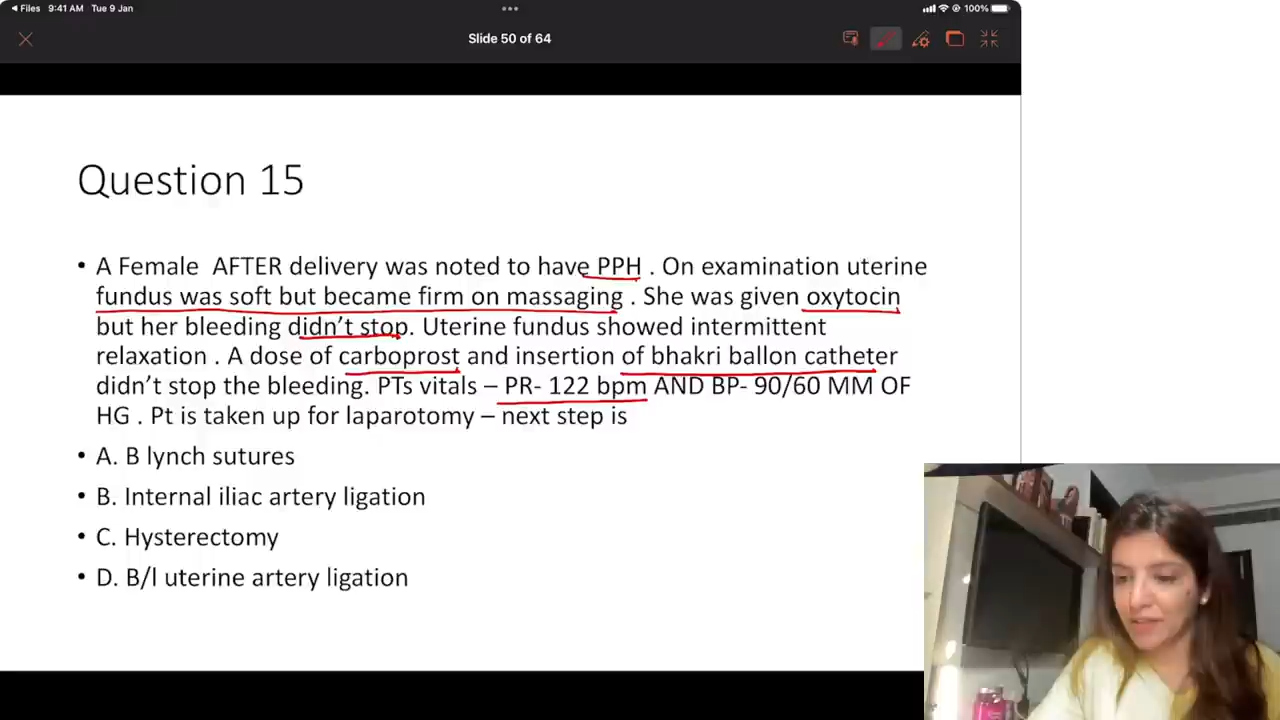 Files 9:41 AM Tue 9 Jan 100%
Slide 50 of 64
Question 15
• A Female AFTER delivery was noted to have PPH . On examination uterine
fundus was soft but became firm on massaging . She was given oxytocin
but her bleeding didn’t stop. Uterine fundus showed intermittent
relaxation . A dose of carboprost and insertion of bhakri ballon catheter
didn’t stop the bleeding. PTs vitals – PR- 122 bpm AND BP- 90/60 MM OF
HG . Pt is taken up for laparotomy – next step is
• A. B lynch sutures
• B. Internal iliac artery ligation
• C. Hysterectomy
• D. B/l uterine artery ligation